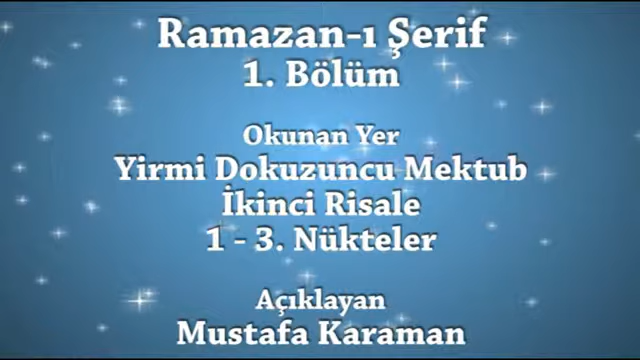 Ramazan-ı Şerif
1. Bölüm
Okunan Yer
Yirmi Dokuzuncu Mektub
İkinci Risale
1 - 3. Nükteler
Açıklayan
Mustafa Karaman